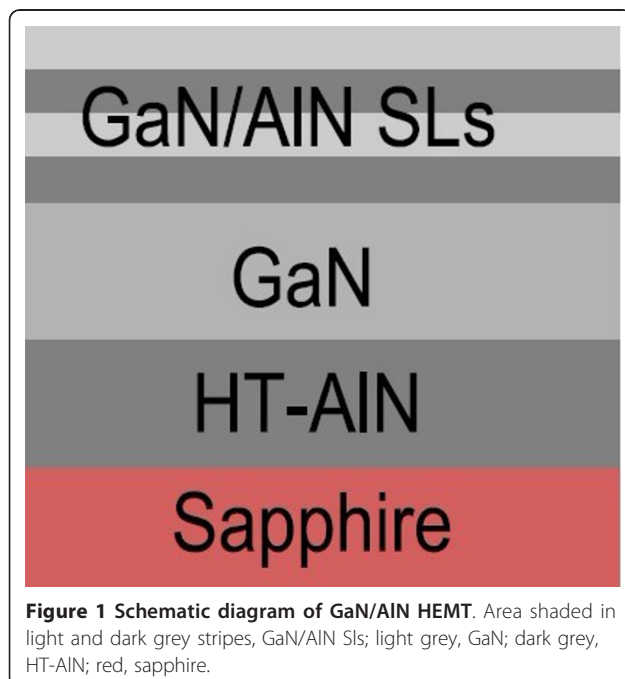 GaN/AlN SLs
GaN
HT-AlN
Sapphire
Figure 1 Schematic diagram of GaN/AlN HEMT. Area shaded in
light and dark grey stripes, GaN/AlN Sls; light grey, GaN; dark grey,
HT-AlN; red, sapphire.